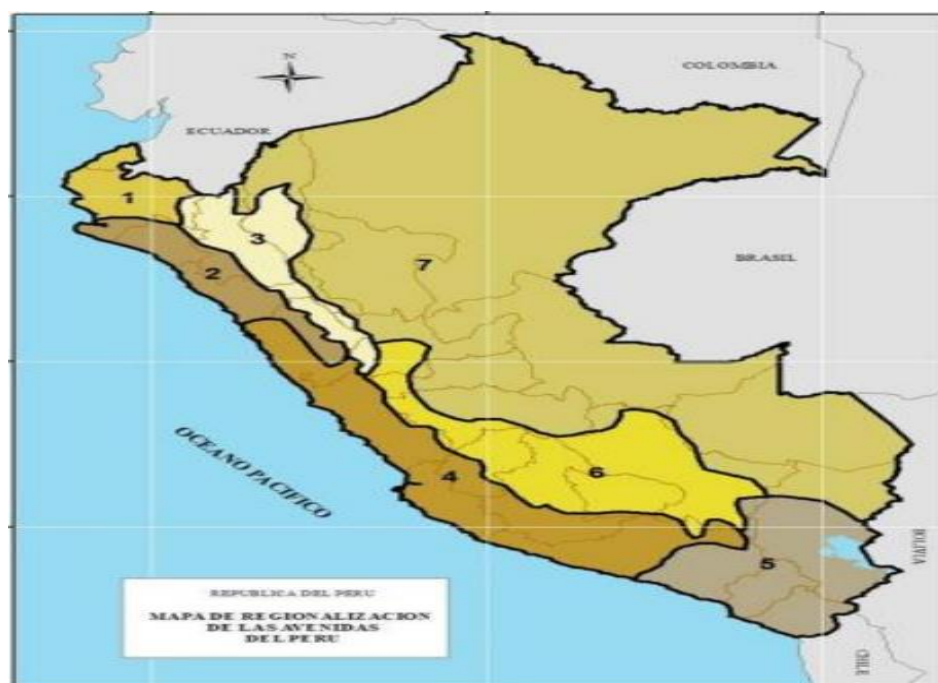 N
COLOMBIA
ECUADOR
1
3
2
7
BRASIL
OCEANO PACIFICO
4
6
5
BOLIVIA
CHILE
REPUBLICA DEL PERU
MAPA DE REGIONALIZACION
DE LAS AVENIDAS
DEL PERU